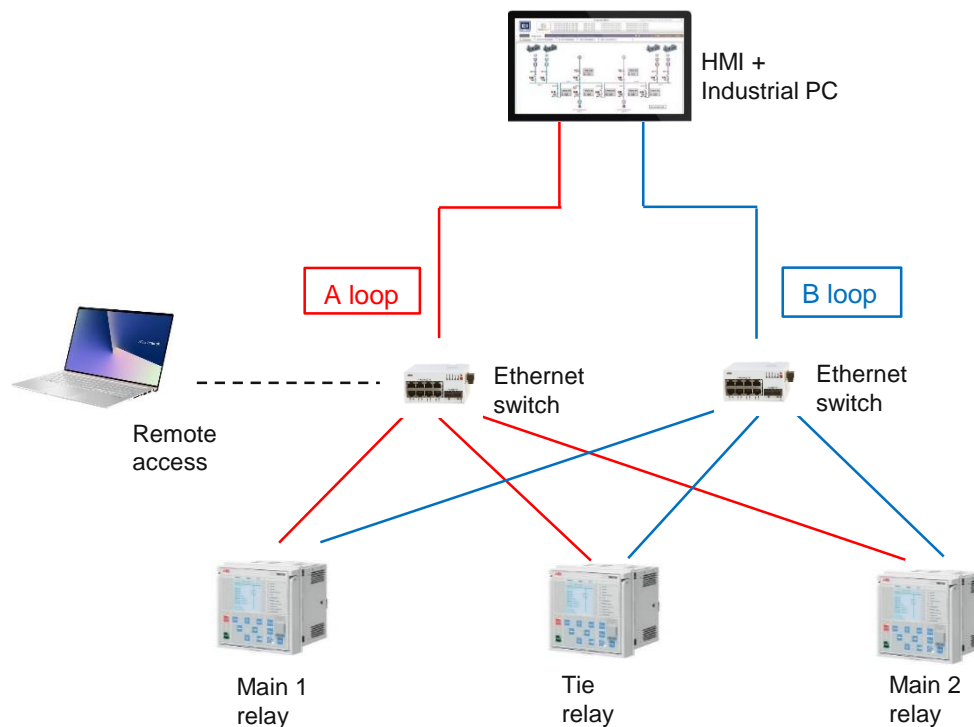 HMI +
Industrial PC
A loop
B loop
Ethernet
switch
Ethernet
switch
Remote
access
Main 1
relay
Tie
relay
Main 2
relay